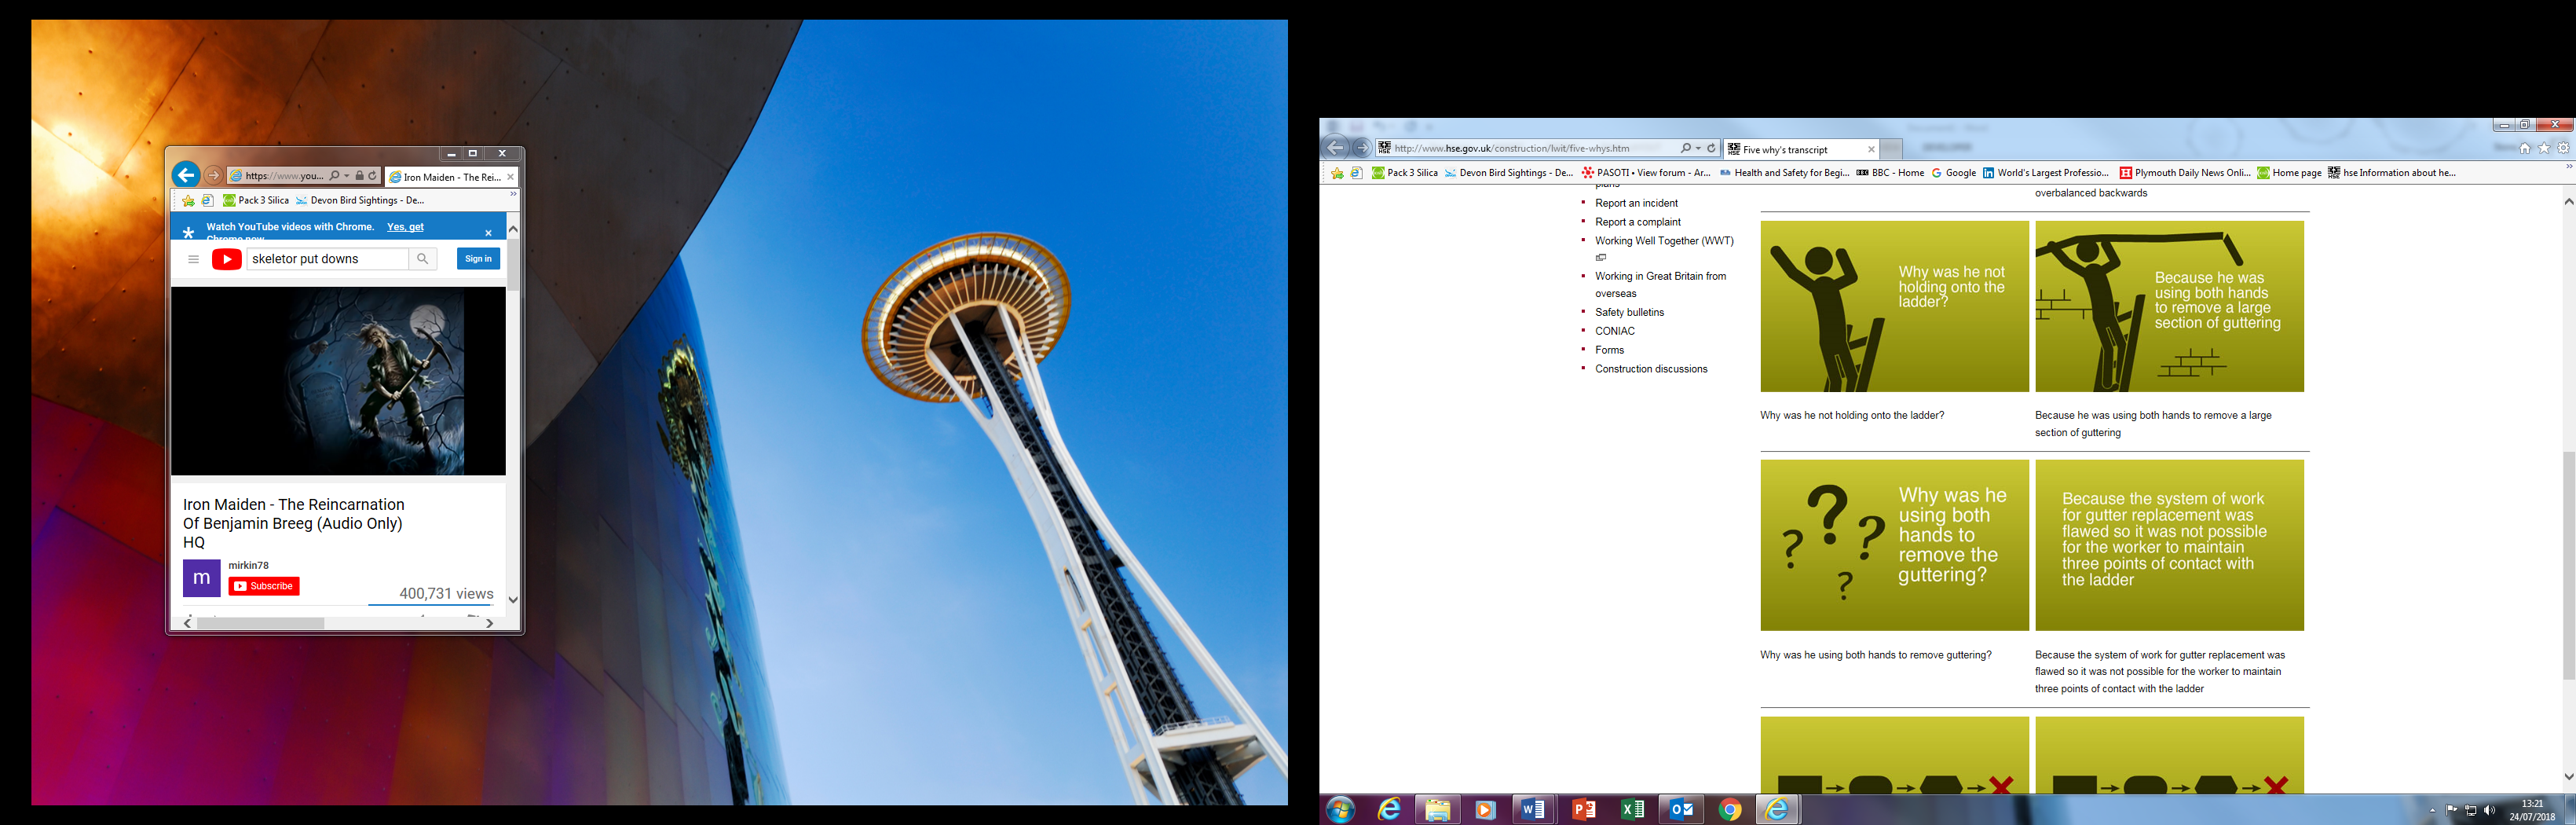 https://www.you...
Iron Maiden - The Rei...
Pack 3 Silica
Devon Bird Sightings - De...
Watch YouTube videos with Chrome. Yes, get
Chrome now.
skeletor put downs
Sign in
Iron Maiden - The Reincarnation
Of Benjamin Breeg (Audio Only)
HQ
m
mirkin78
Subscribe
400,731 views
http://www.hse.gov.uk/construction/lwit/five-whys.htm
Five why's transcript
Pack 3 Silica
Devon Bird Sightings - De...
PASOTI • View forum - Ar...
Health and Safety for Begi...
BBC - Home
Google
World's Largest Professio...
Plymouth Daily News Onli...
Home page
hse Information about he...
plans
Report an incident
Report a complaint
Working Well Together (WWT)
Working in Great Britain from
overseas
Safety bulletins
CONIAC
Forms
Construction discussions
overbalanced backwards
Why was he not
holding onto the
ladder?
Because he was
using both hands
to remove a large
section of guttering
Why was he not holding onto the ladder?
Because he was using both hands to remove a large
section of guttering
Why was he
using both
hands to
remove the
guttering?
Because the system of work
for gutter replacement was
flawed so it was not possible
for the worker to maintain
three points of contact with
the ladder
Why was he using both hands to remove guttering?
Because the system of work for gutter replacement was
flawed so it was not possible for the worker to maintain
three points of contact with the ladder
13:21
24/07/2018